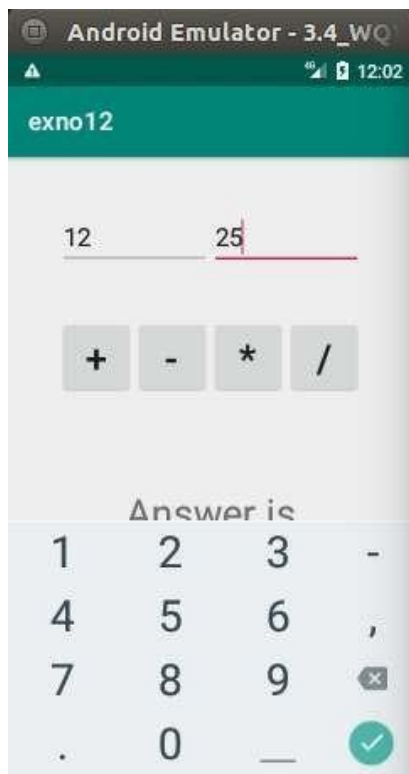 Android Emulator - 3.4_WQ
4G 12:02
exno12
12 25
+ - * /
Answer is
1 2 3 -
4 5 6 ,
7 8 9
. 0 _